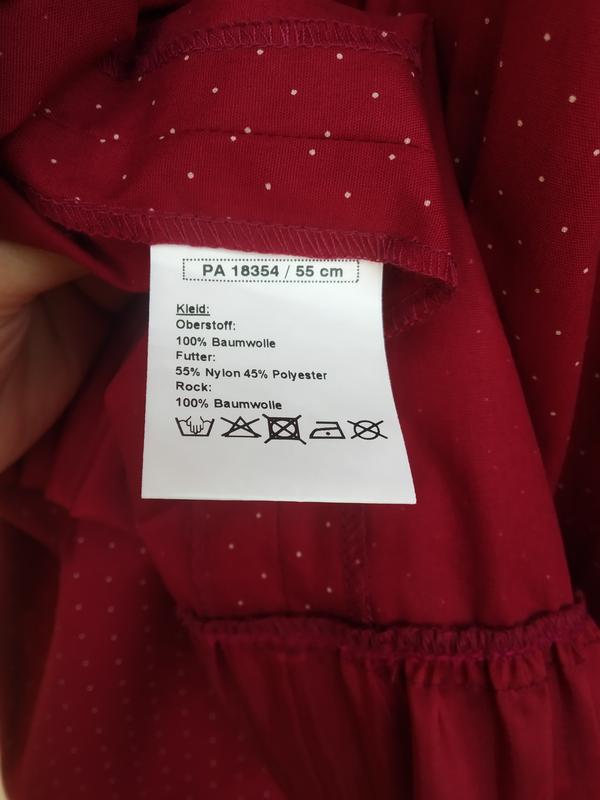 PA 18354 / 55 cm
Kleid:
Oberstoff:
100% Baumwolle
Futter:
55% Nylon 45% Polyester
Rock:
100% Baumwolle